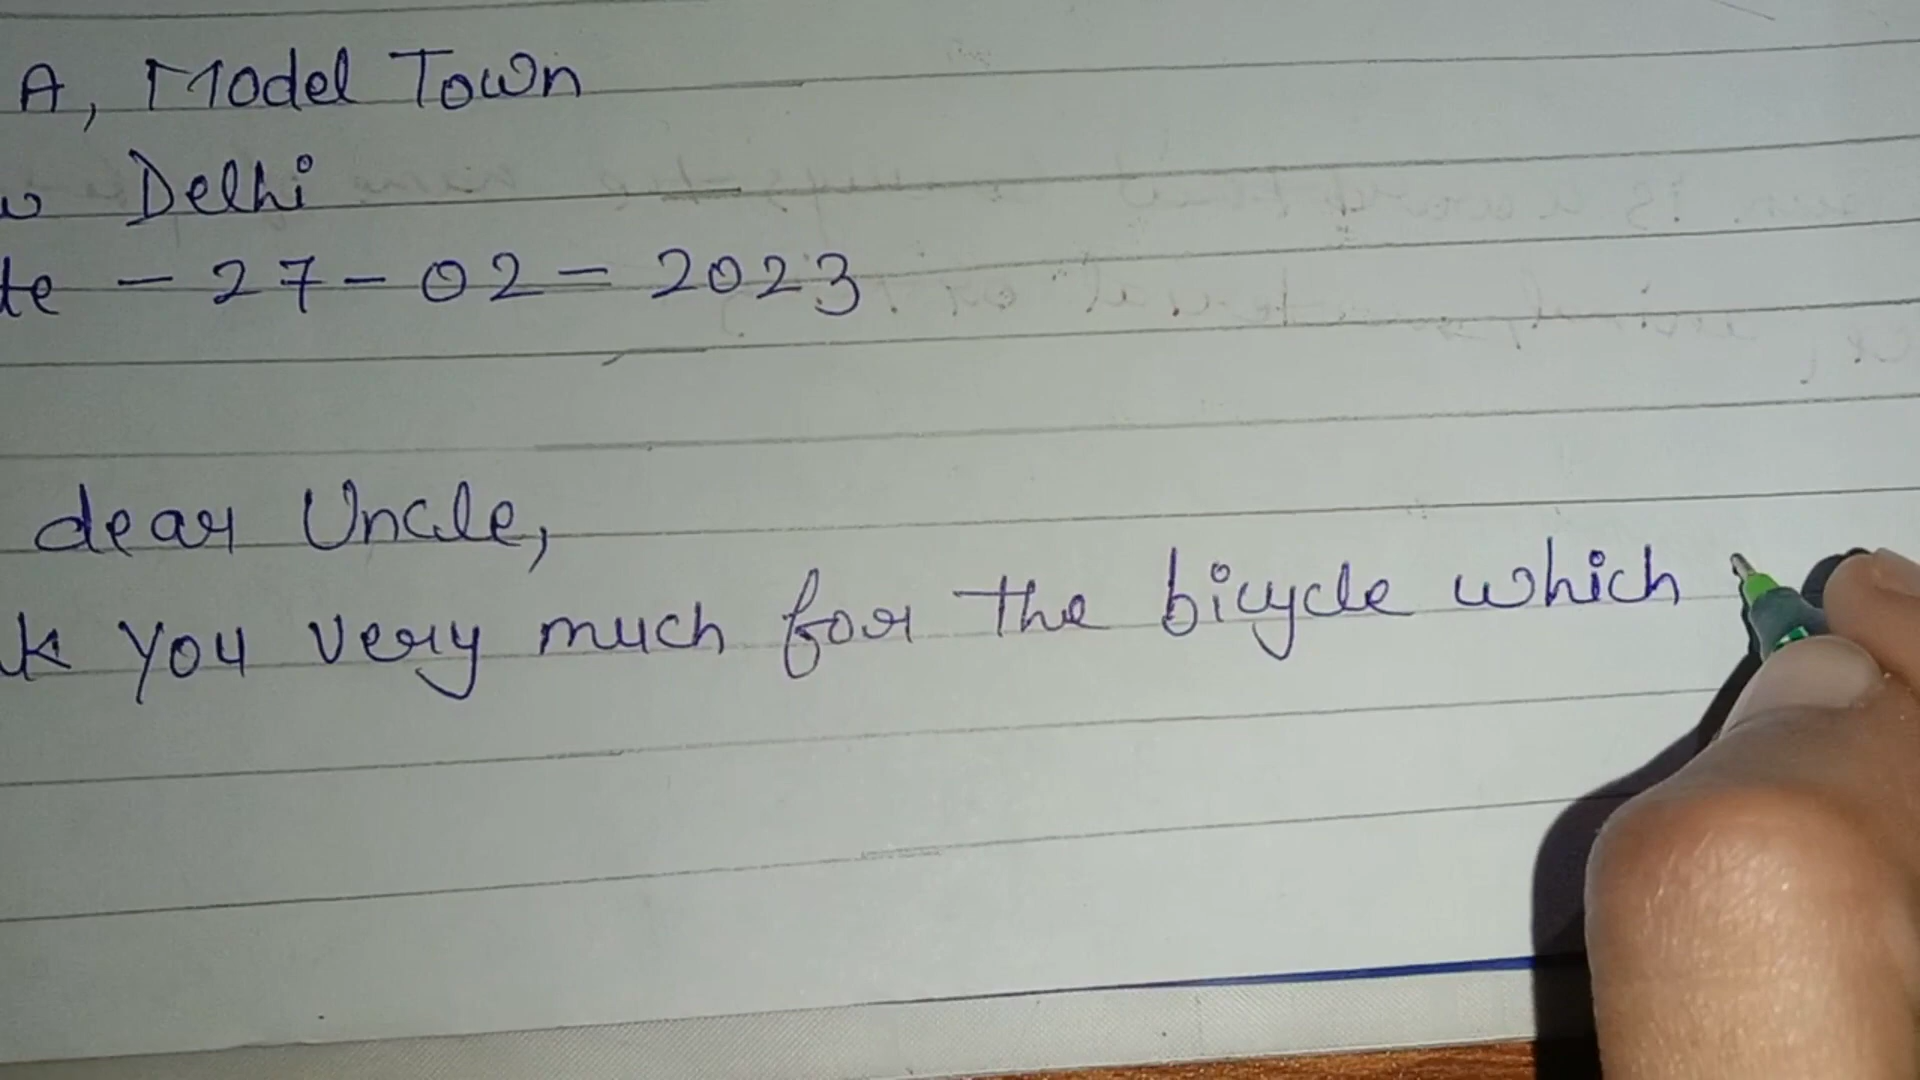 A, Model Town
w Delhi
te - 27-02-2023
dear Uncle,
k you very much for the bicycle which